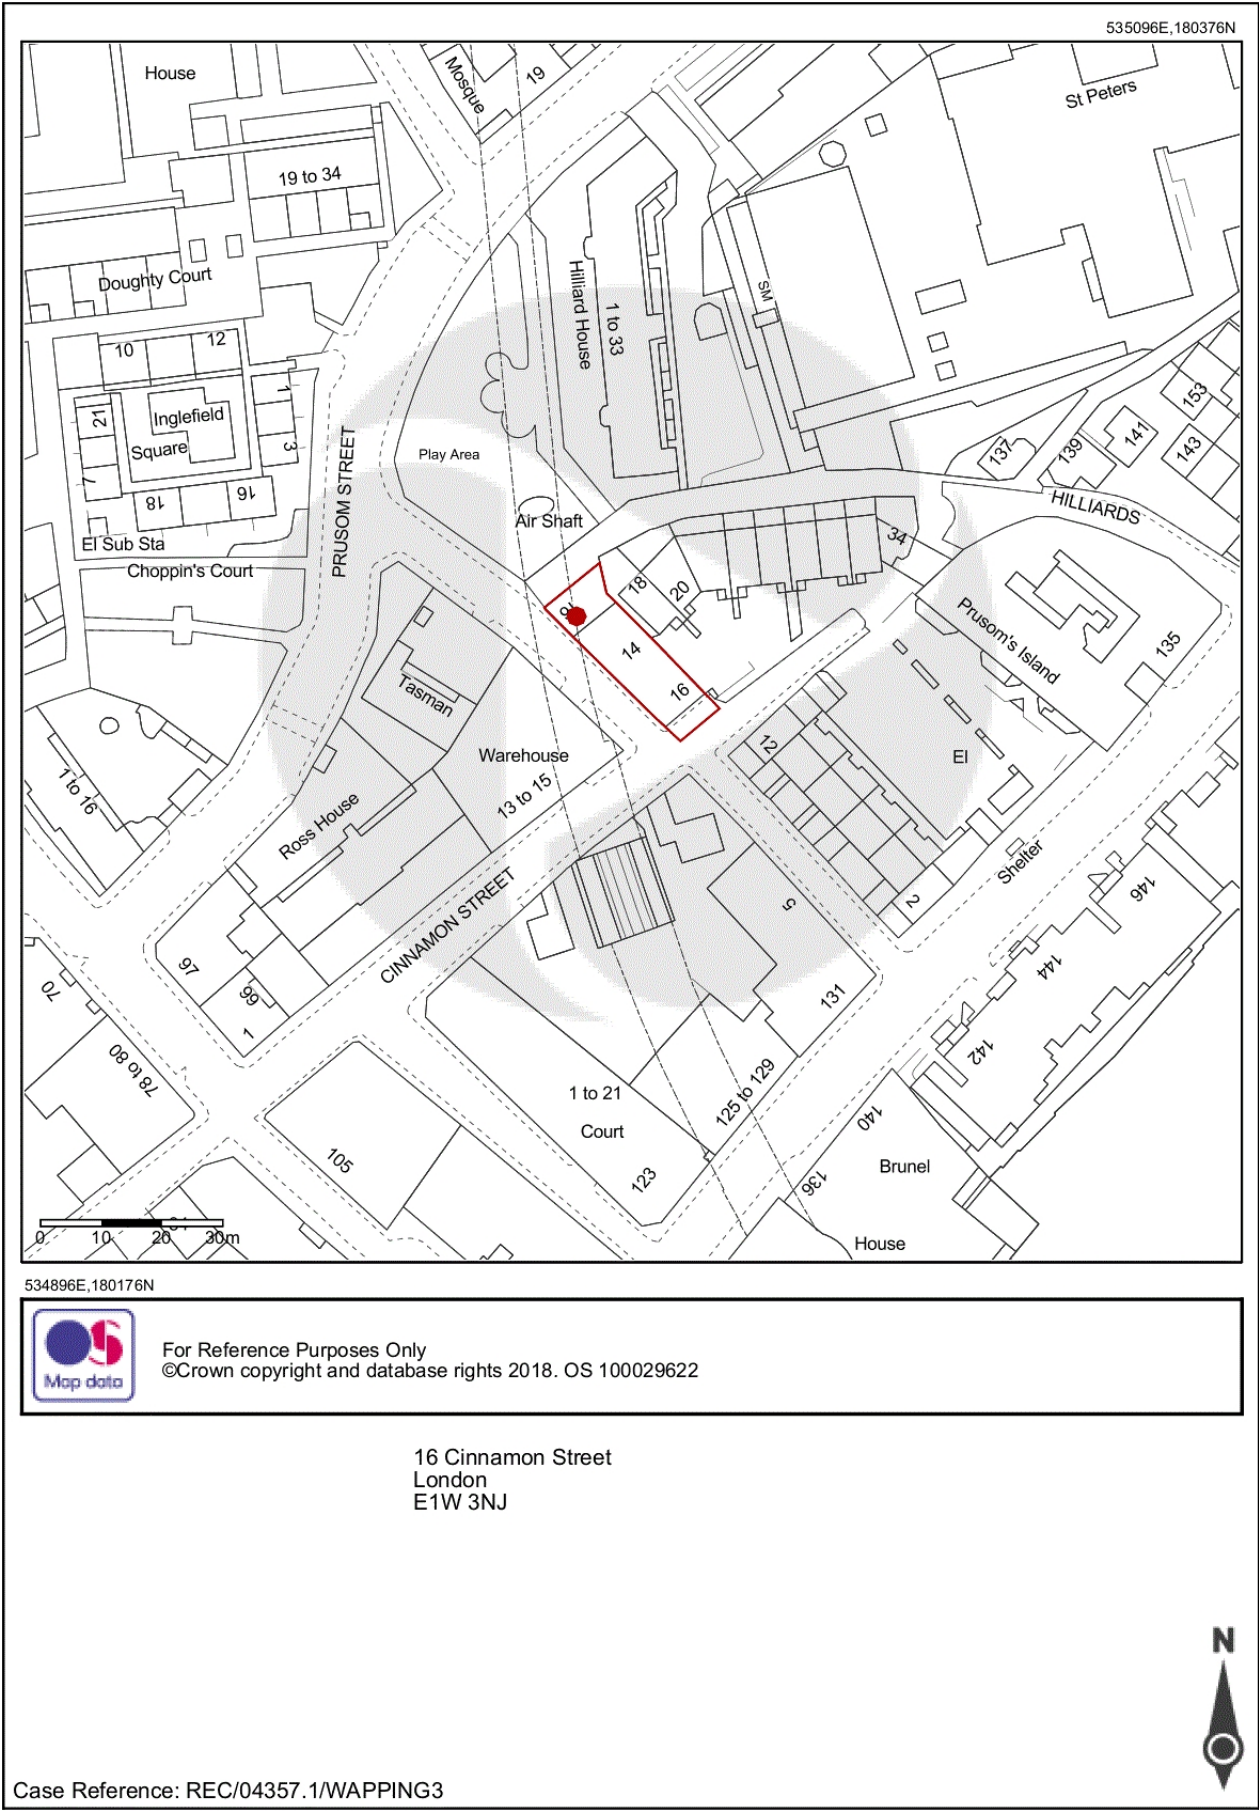 535096E,180376N
House
Mosque
19
St Peters
19 to 34
Doughty Court
Hilliard House
1 to 33
SM
10
12
1
21
Inglefield
Square
3
7
18
16
PRUSOM STREET
Play Area
153
141
137
139
143
HILLIARDS
Air Shaft
34
El Sub Sta
Choppin's Court
18
20
14
16
Prusom's Island
135
Tasman
Warehouse
13 to 15
12
El
1 to 16
Ross House
CINNAMON STREET
5
2
Shelter
146
144
142
97
99
1
70
78 to 80
131
125 to 129
1 to 21
Court
123
140
136
Brunel
House
105
0 10 20 30m
534896E,180176N
OS
Map data
For Reference Purposes Only
©Crown copyright and database rights 2018. OS 100029622
16 Cinnamon Street
London
E1W 3NJ
N
Case Reference: REC/04357.1/WAPPING3